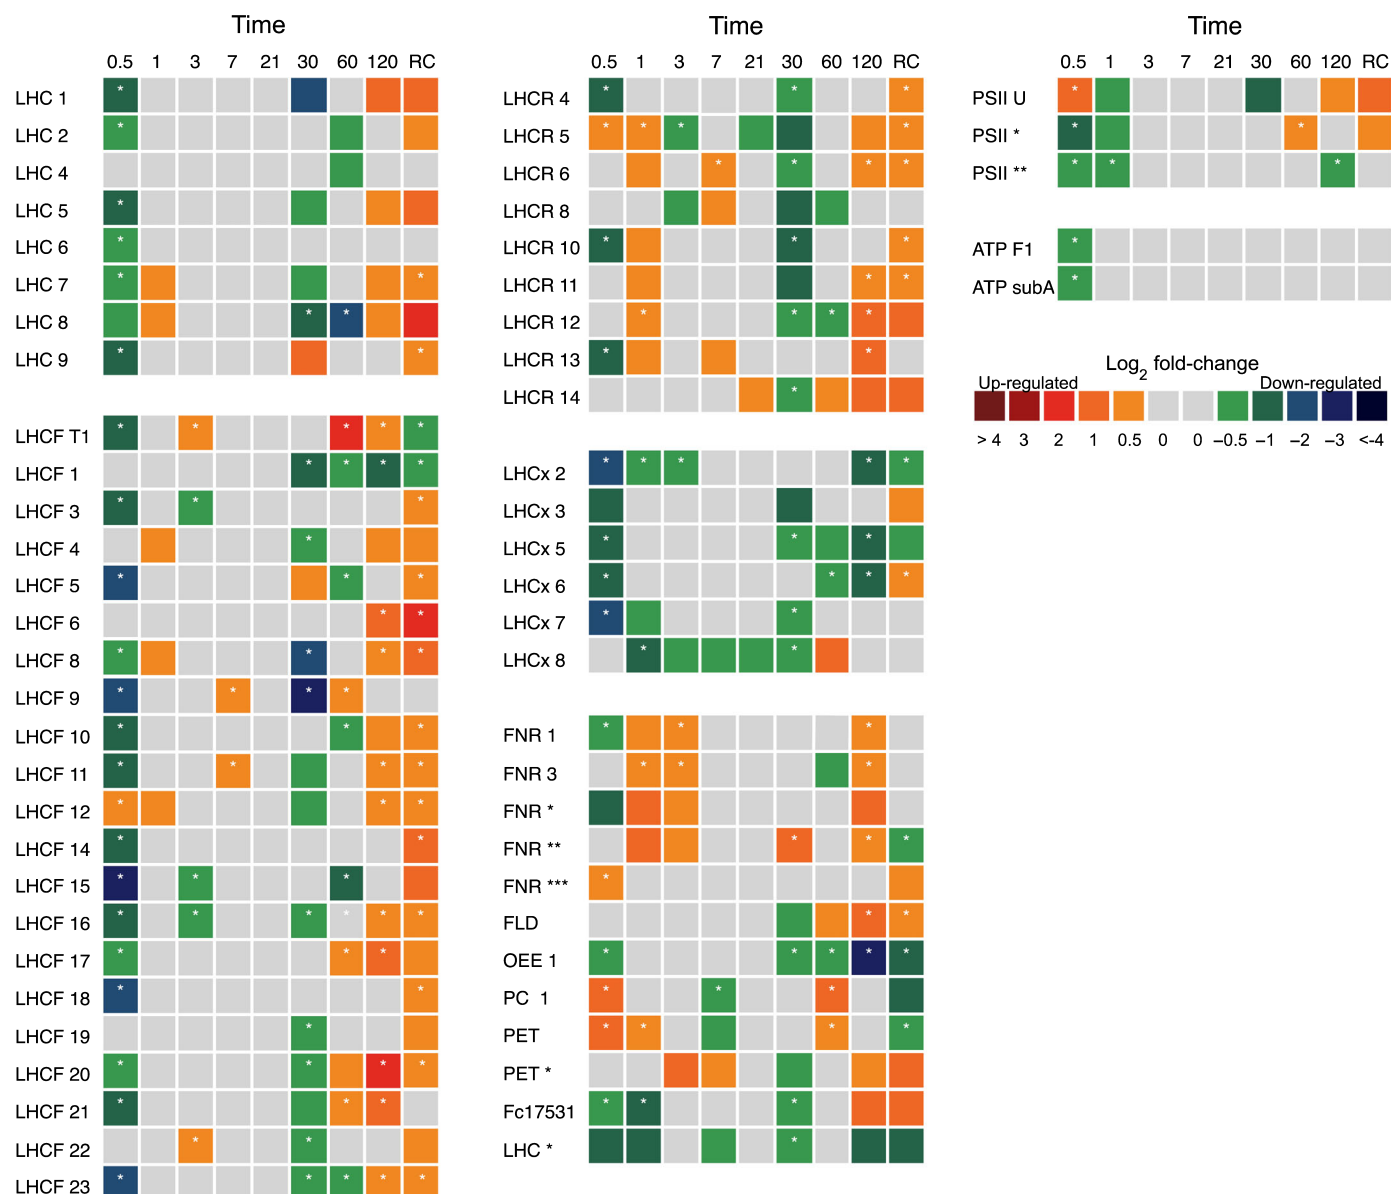 Time
0.5 1 3 7 21 30 60 120 RC
LHC 1
LHC 2
LHC 4
LHC 5
LHC 6
LHC 7
LHC 8
LHC 9
LHCF T1
LHCF 1
LHCF 3
LHCF 4
LHCF 5
LHCF 6
LHCF 8
LHCF 9
LHCF 10
LHCF 11
LHCF 12
LHCF 14
LHCF 15
LHCF 16
LHCF 17
LHCF 18
LHCF 19
LHCF 20
LHCF 21
LHCF 22
LHCF 23
Time
0.5 1 3 7 21 30 60 120 RC
LHCR 4
LHCR 5
LHCR 6
LHCR 8
LHCR 10
LHCR 11
LHCR 12
LHCR 13
LHCR 14
LHCx 2
LHCx 3
LHCx 5
LHCx 6
LHCx 7
LHCx 8
FNR 1
FNR 3
FNR *
FNR **
FNR ***
FLD
OEE 1
PC 1
PET
PET *
Fc17531
LHC *
Time
0.5 1 3 7 21 30 60 120 RC
PSII U
PSII *
PSII **
ATP F1
ATP subA
Log2 fold-change
Up-regulated Down-regulated
> 4 3 2 1 0.5 0 0 −0.5 −1 −2 −3 <-4